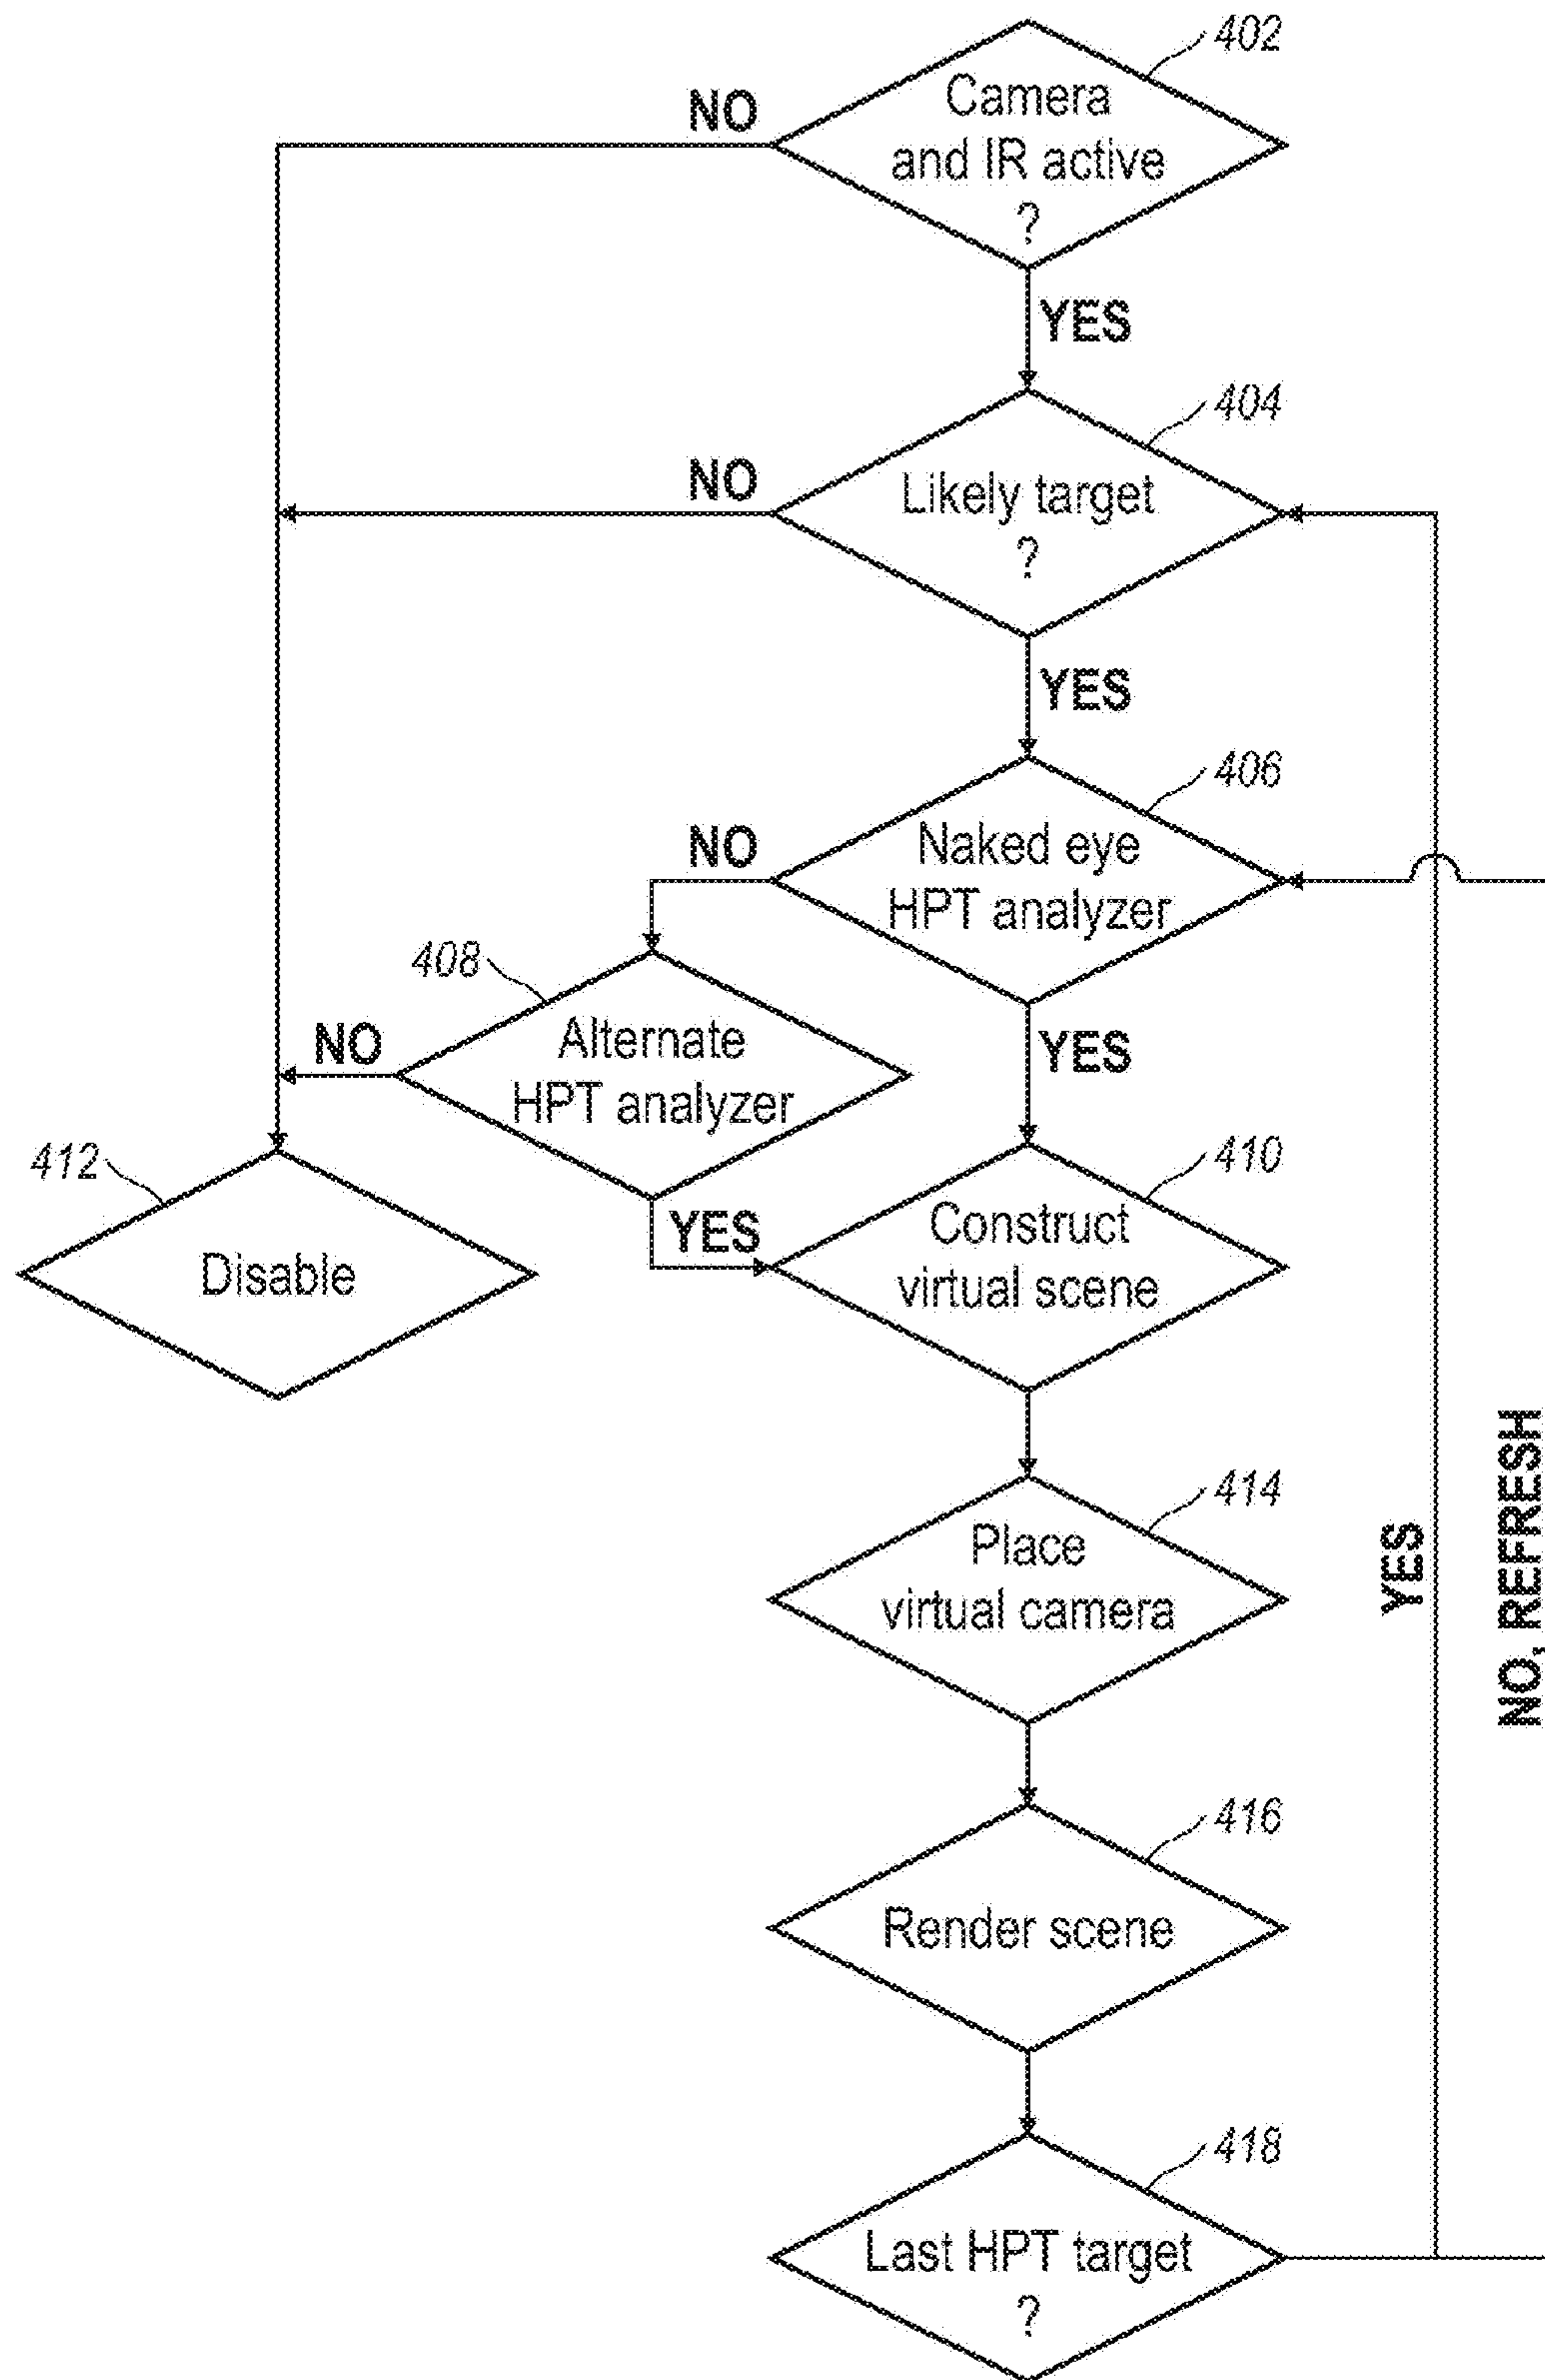 402
Camera
and IR active
?
NO
YES
404
Likely target
?
NO
YES
406
Naked eye
HPT analyzer
NO
YES
408
Alternate
HPT analyzer
NO
YES
410
Construct
virtual scene
412
Disable
414
Place
virtual camera
YES
NO, REFRESH
416
Render scene
418
Last HPT target
?